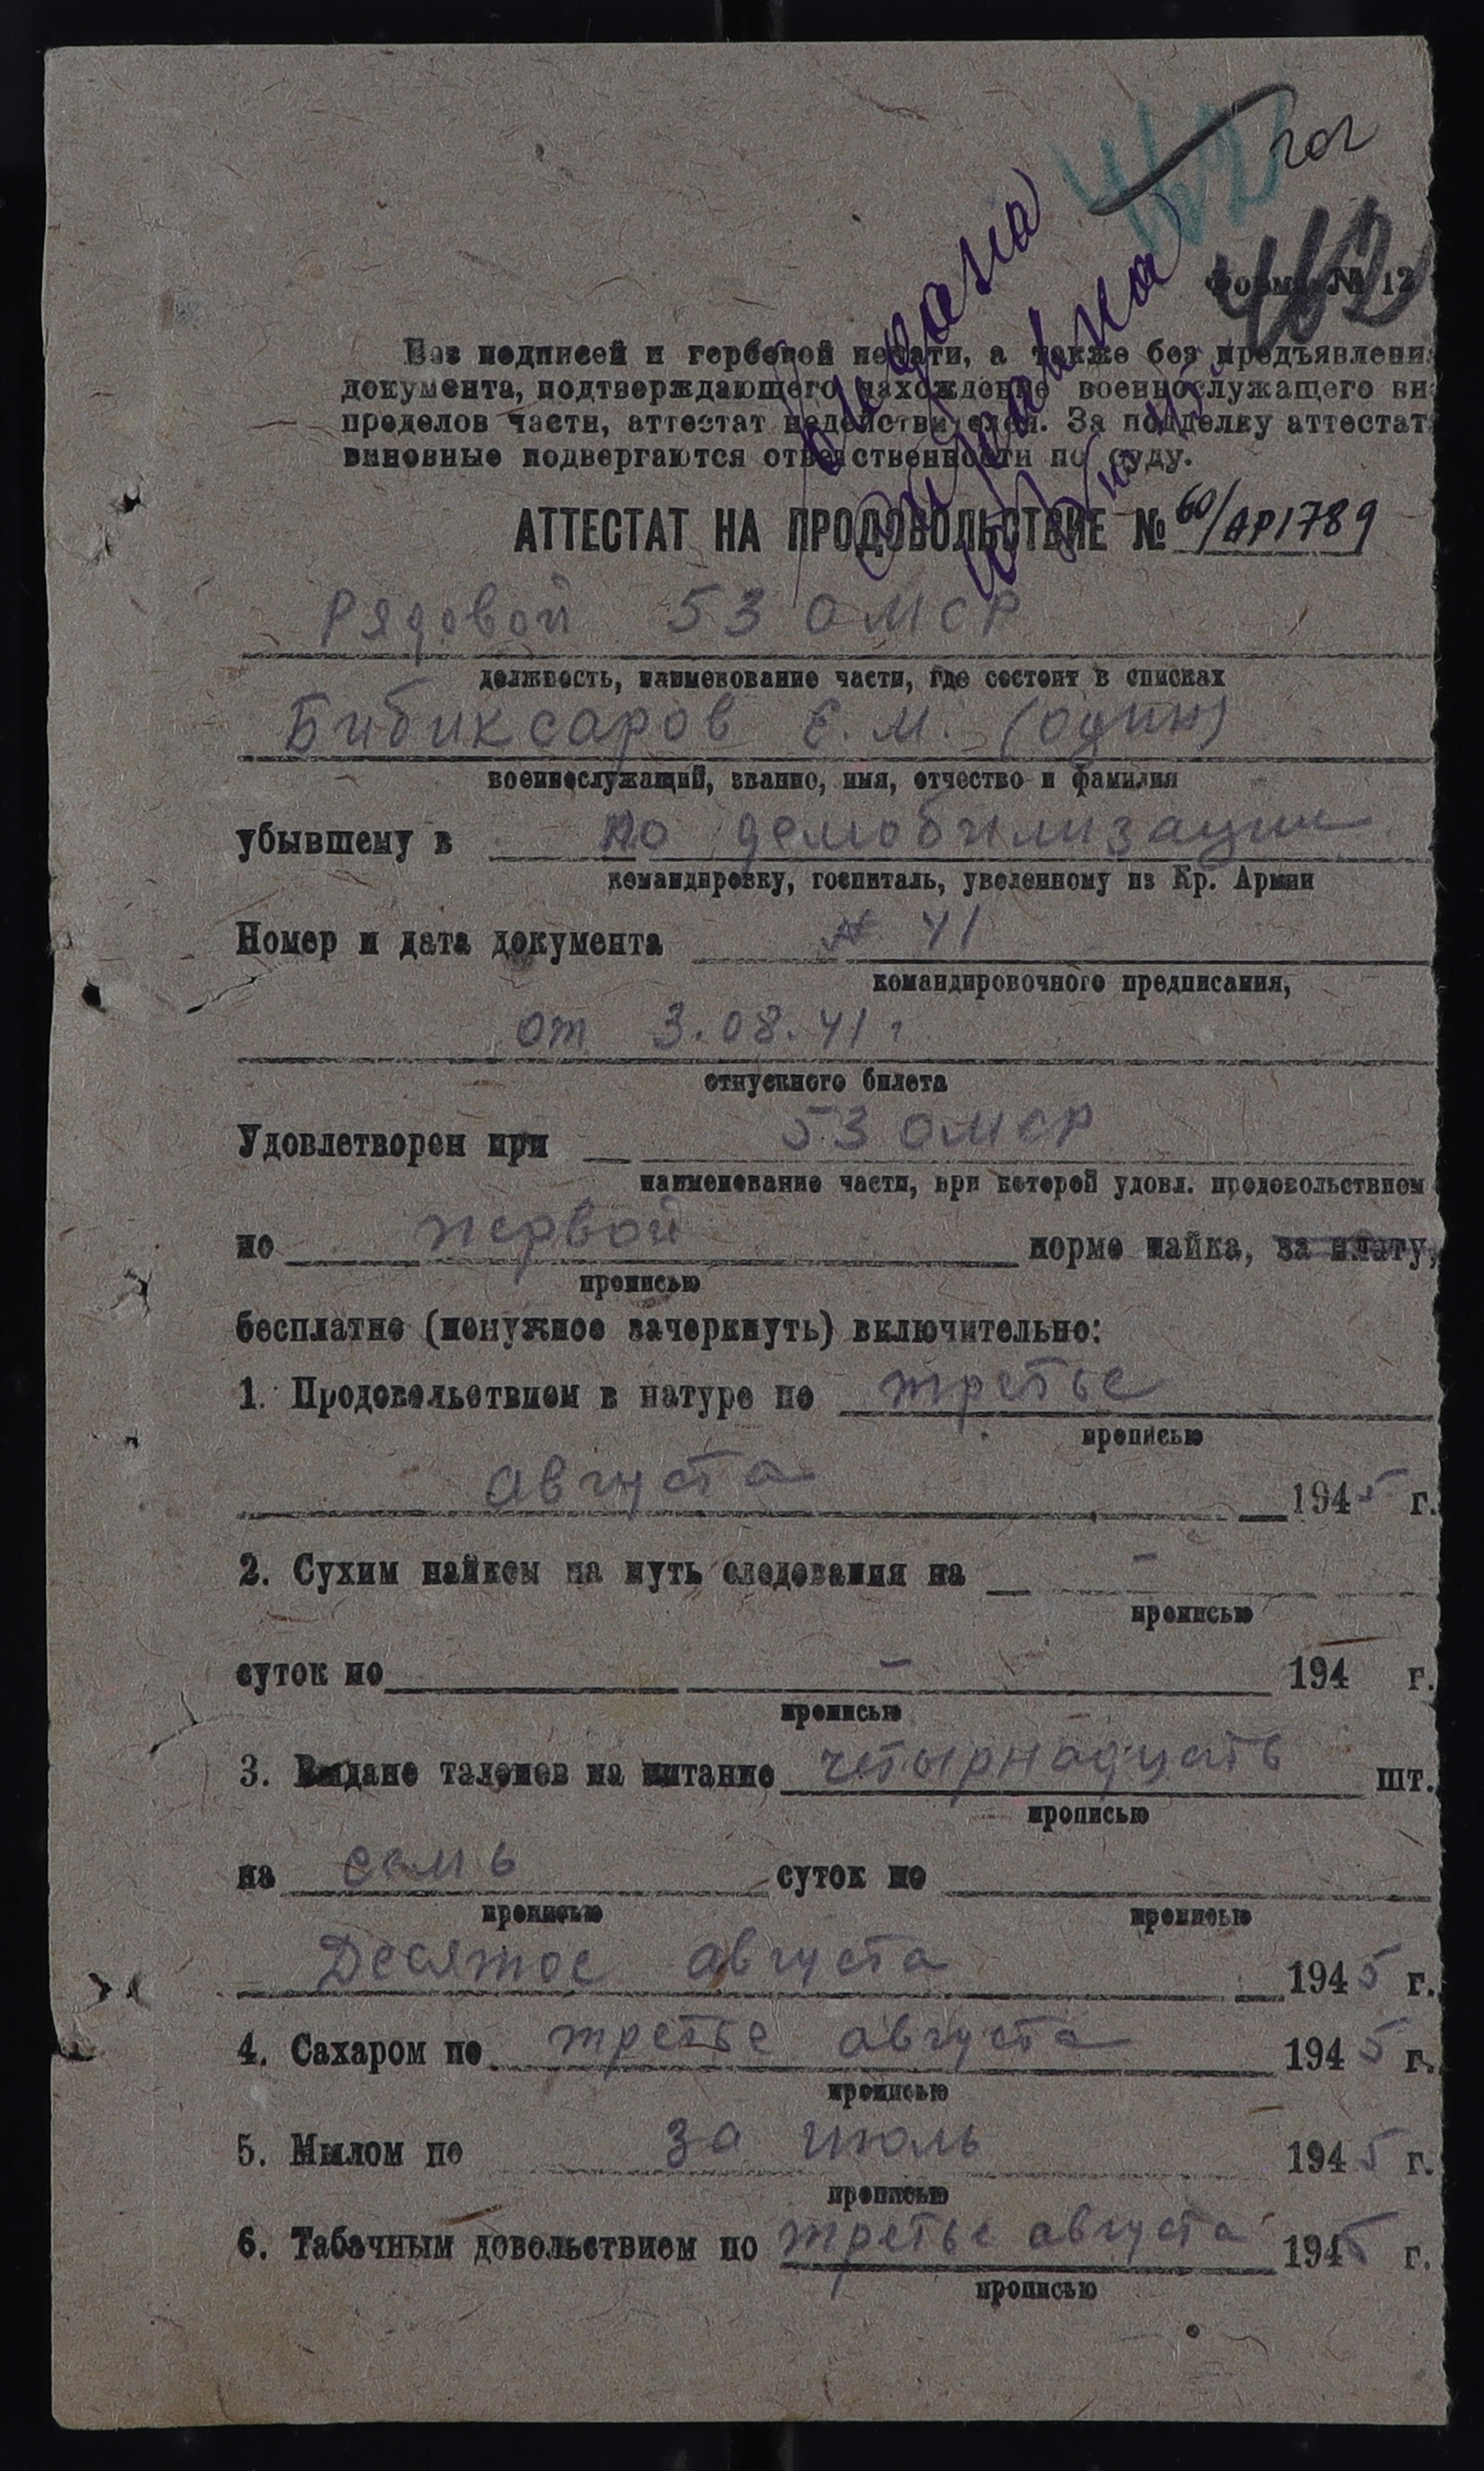 462
202
462
Форма № 12
выдана
справка
Без подписей и гербовой печати, а также без предъявления
документа, подтверждающего нахождение военнослужащего вне
пределов части, аттестат недействителен. За подделку аттестата
виновные подвергаются ответственности по суду.
АТТЕСТАТ НА ПРОДОВОЛЬСТВИЕ № 60/АР1789
Рядовой 53 ОМСР
должность, наименование части, где состоит в списках
Бибиксаров Е. М. (один)
военнослужащий, звание, имя, отчество и фамилия
убывшему в по демобилизации
командировку, госпиталь, уволенному из Кр. Армии
Номер и дата документа № 41
командировочного предписания,
от 3.08.41 г
отпускного билета
Удовлетворен при 53 ОМСР
наименование части, при которой удовл. продовольствием
по первой норме пайка, за плату,
прописью
бесплатно (ненужное зачеркнуть) включительно:
1. Продовольствием в натуре по третье
прописью
августа 1945 г.
2. Сухим пайком на путь следования на –
прописью
суток по – 194 г.
прописью
3. Выдано талонов на питание четырнадцать шт.
прописью
на семь суток по
прописью прописью
Десятое августа 1945 г.
4. Сахаром по третье августа 1945 г.
прописью
5. Мылом по за июль 1945 г.
прописью
6. Табачным довольствием по третье августа 1945 г.
прописью